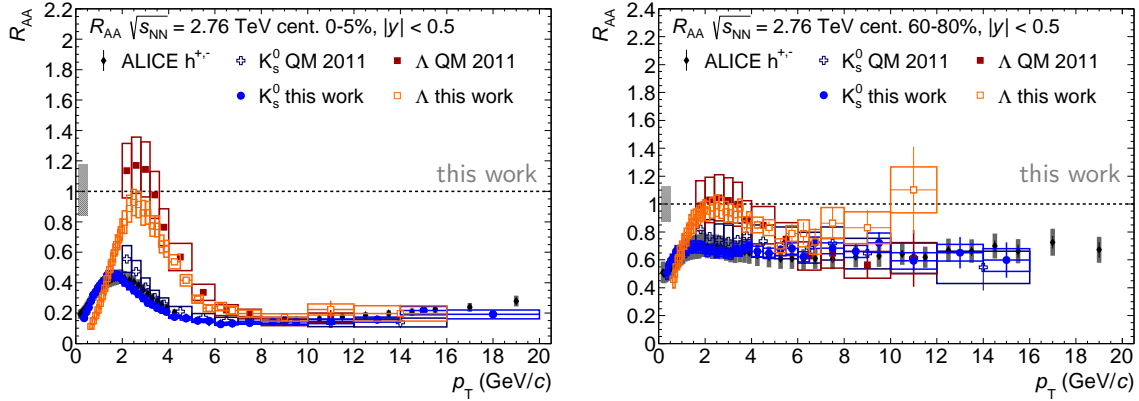 R_AA √s_NN = 2.76 TeV cent. 0-5%, |y| < 0.5
ALICE h^+,- K^0_s QM 2011 Λ QM 2011
K^0_s this work Λ this work
this work
R_AA
2.2
2
1.8
1.6
1.4
1.2
1
0.8
0.6
0.4
0.2
0
0 2 4 6 8 10 12 14 16 18 20
p_T (GeV/c)
R_AA √s_NN = 2.76 TeV cent. 60-80%, |y| < 0.5
ALICE h^+,- K^0_s QM 2011 Λ QM 2011
K^0_s this work Λ this work
this work
R_AA
2.4
2.2
2
1.8
1.6
1.4
1.2
1
0.8
0.6
0.4
0.2
0
0 2 4 6 8 10 12 14 16 18 20
p_T (GeV/c)